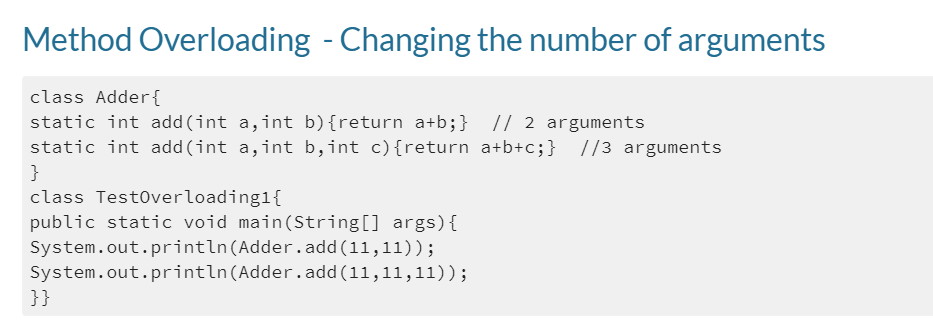 Method Overloading - Changing the number of arguments
class Adder{
static int add(int a,int b){return a+b;}  // 2 arguments
static int add(int a,int b,int c){return a+b+c;}  //3 arguments
}
class TestOverloading1{
public static void main(String[] args){
System.out.println(Adder.add(11,11));
System.out.println(Adder.add(11,11,11));
}}